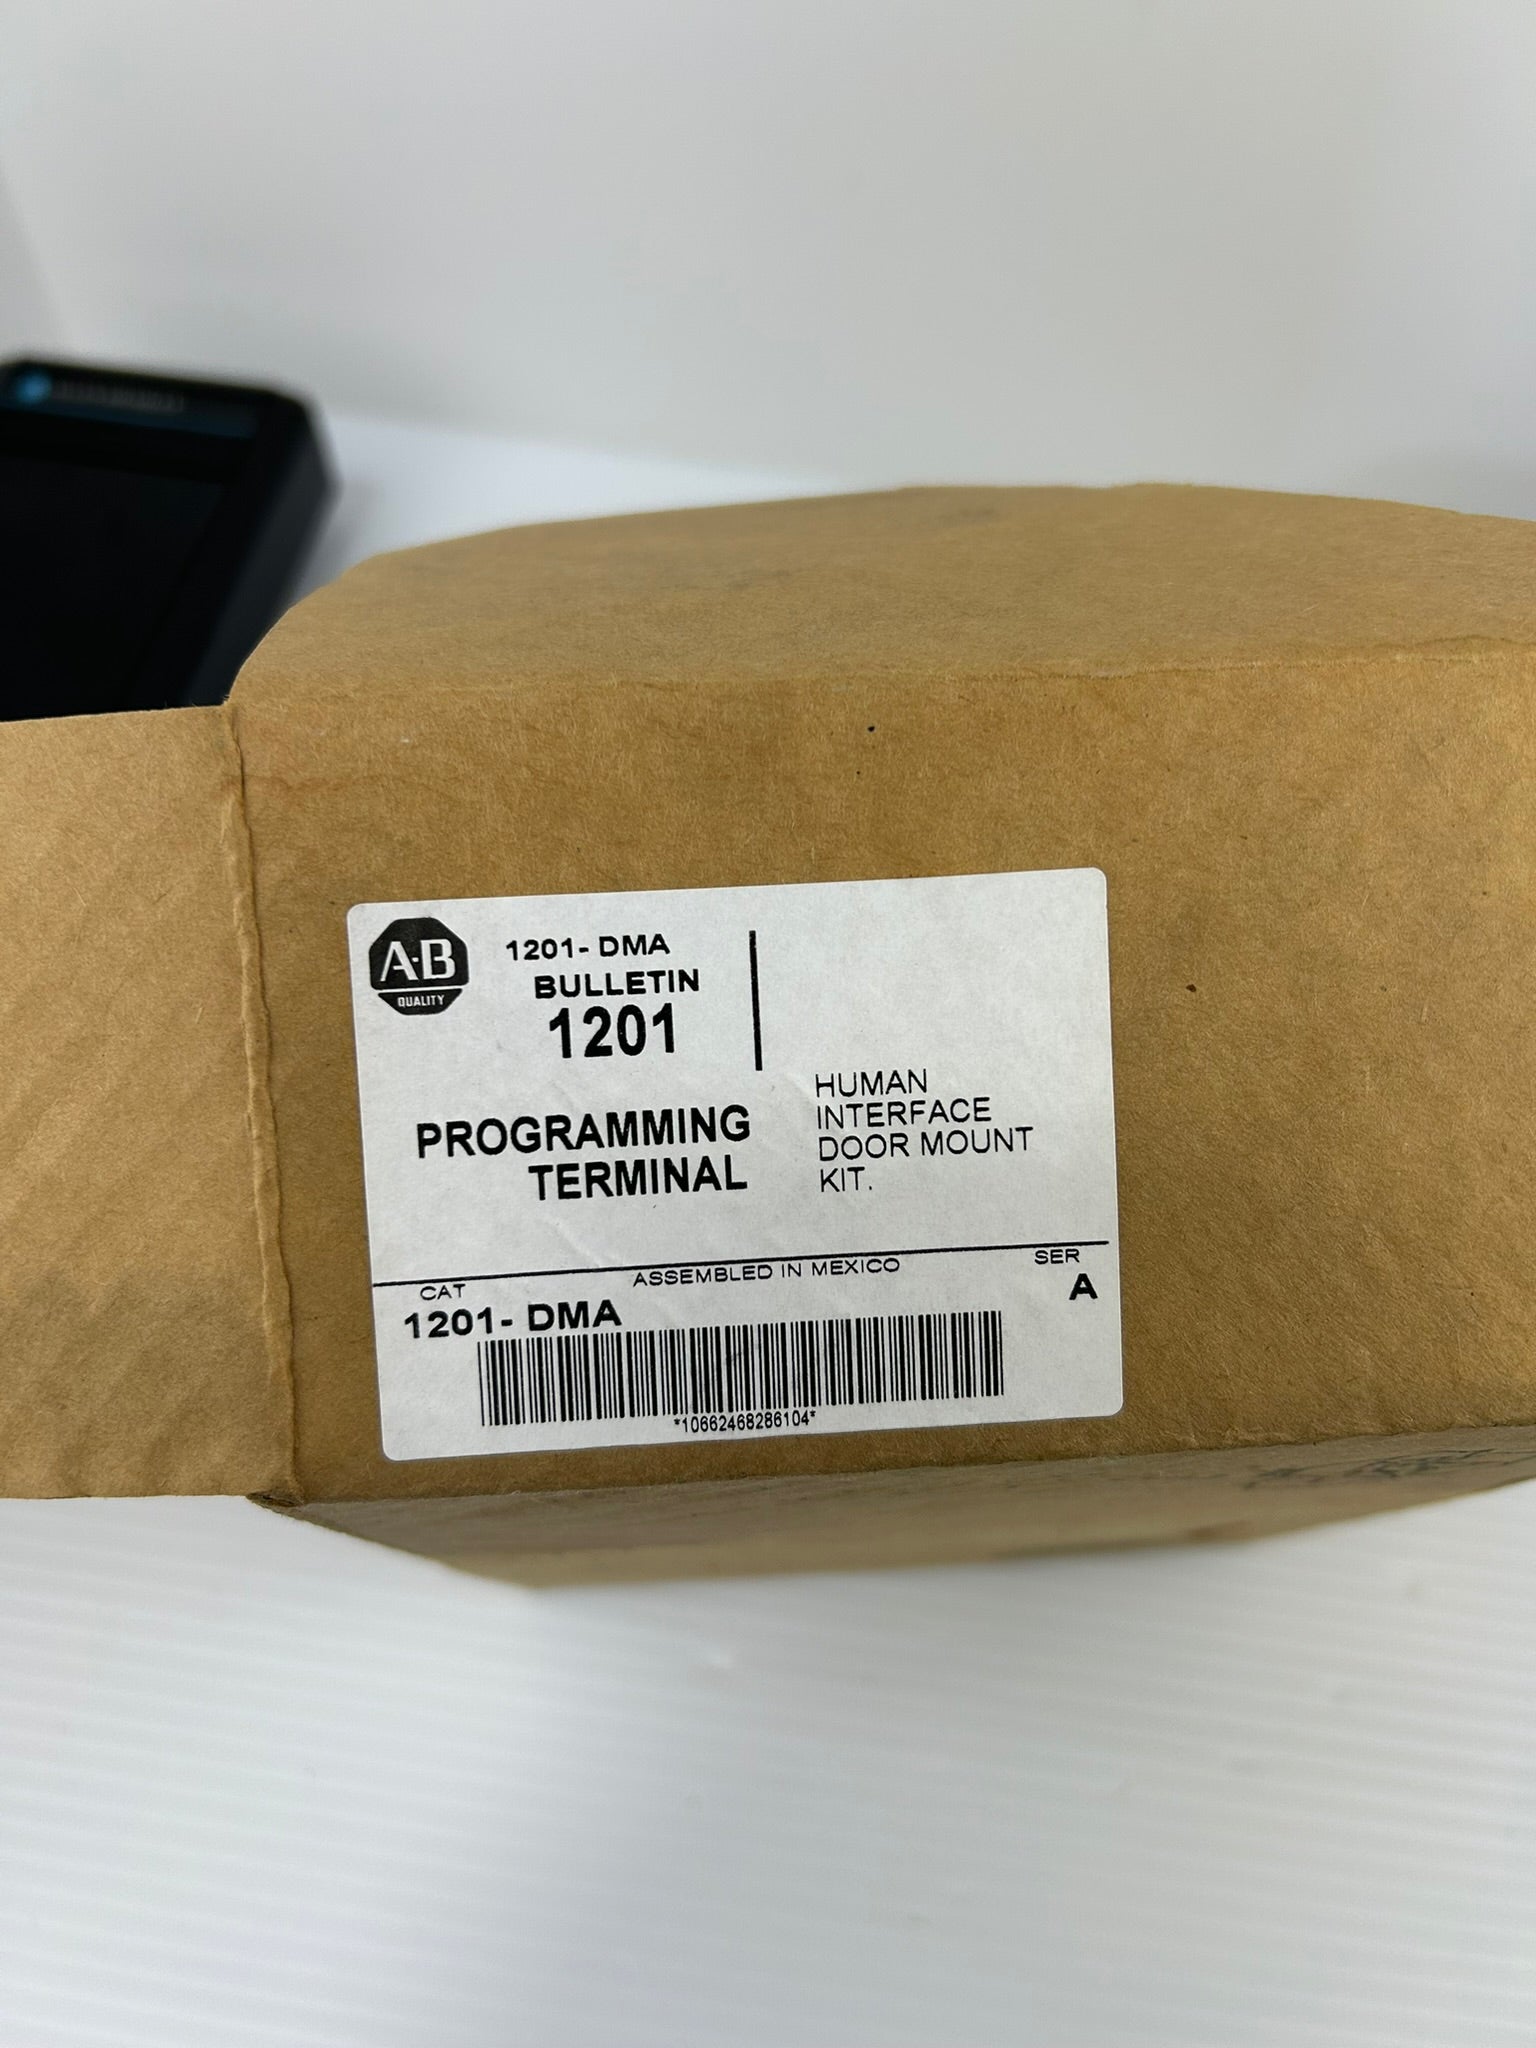 A-B
QUALITY
1201- DMA
BULLETIN
1201
PROGRAMMING
TERMINAL
HUMAN
INTERFACE
DOOR MOUNT
KIT.
CAT
ASSEMBLED IN MEXICO
SER
1201- DMA
A
*10662468286104*